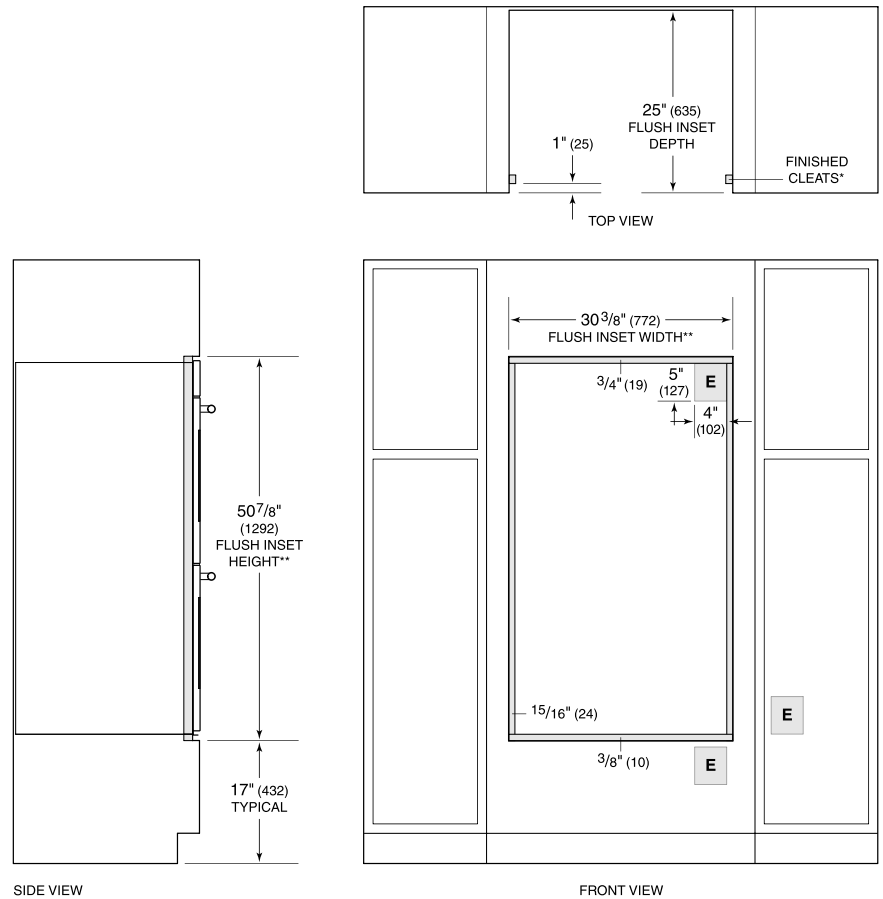 25" (635)
FLUSH INSET
DEPTH
1" (25)
FINISHED
CLEATS*
TOP VIEW
30 3/8" (772)
FLUSH INSET WIDTH**
3/4" (19)
5"
(127)
E
4"
(102)
50 7/8"
(1292)
FLUSH INSET
HEIGHT**
15/16" (24)
E
3/8" (10)
E
17" (432)
TYPICAL
SIDE VIEW
FRONT VIEW